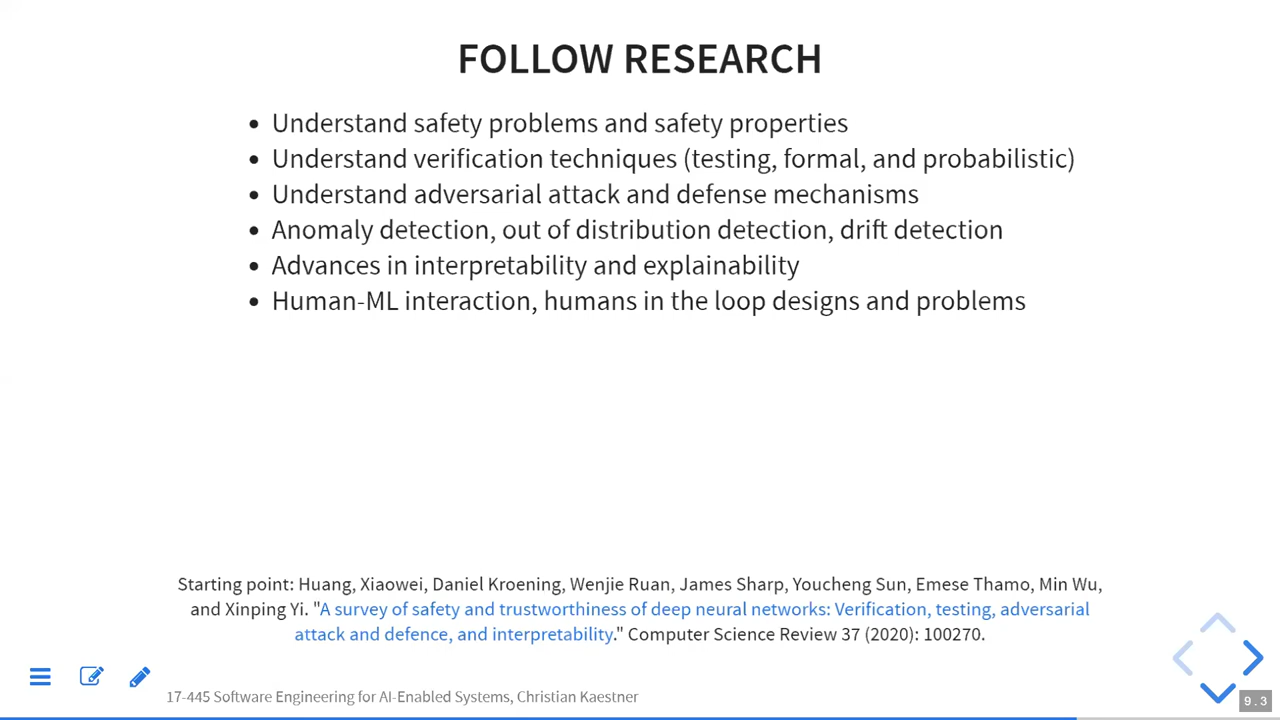 FOLLOW RESEARCH
• Understand safety problems and safety properties
• Understand verification techniques (testing, formal, and probabilistic)
• Understand adversarial attack and defense mechanisms
• Anomaly detection, out of distribution detection, drift detection
• Advances in interpretability and explainability
• Human-ML interaction, humans in the loop designs and problems
Starting point: Huang, Xiaowei, Daniel Kroening, Wenjie Ruan, James Sharp, Youcheng Sun, Emese Thamo, Min Wu,
and Xinping Yi. "A survey of safety and trustworthiness of deep neural networks: Verification, testing, adversarial
attack and defence, and interpretability." Computer Science Review 37 (2020): 100270.
17-445 Software Engineering for AI-Enabled Systems, Christian Kaestner
9.3